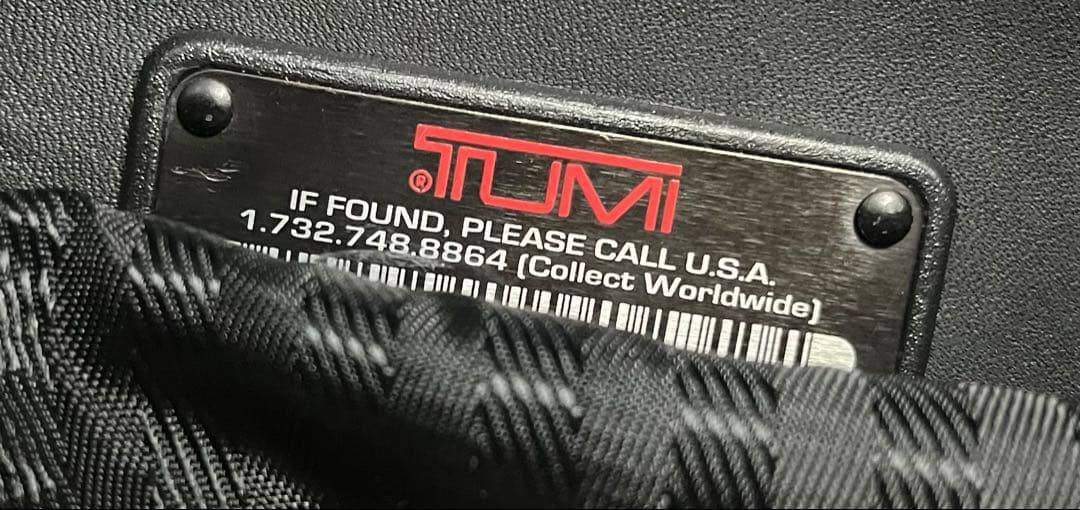 TUMI®
IF FOUND, PLEASE CALL U.S.A.
1.732.748.8864 (Collect Worldwide)